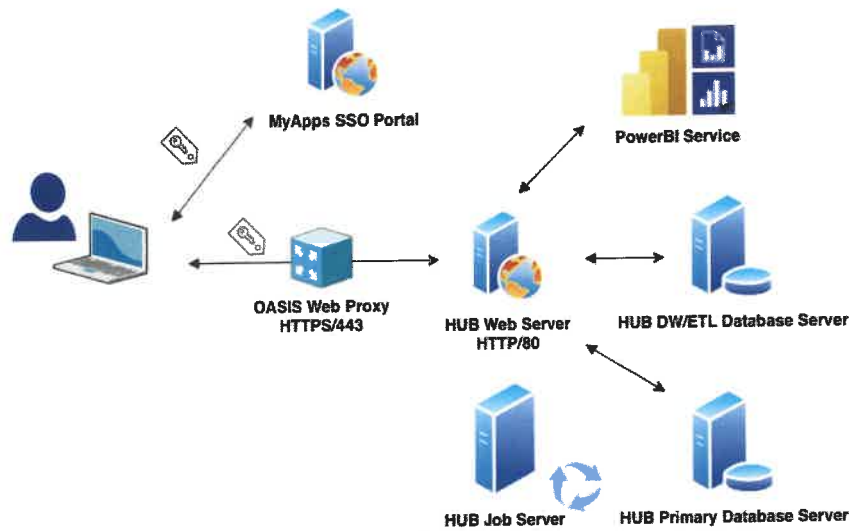 MyApps SSO Portal
PowerBI Service
OASIS Web Proxy
HTTPS/443
HUB Web Server
HTTP/80
HUB DW/ETL Database Server
HUB Job Server
HUB Primary Database Server